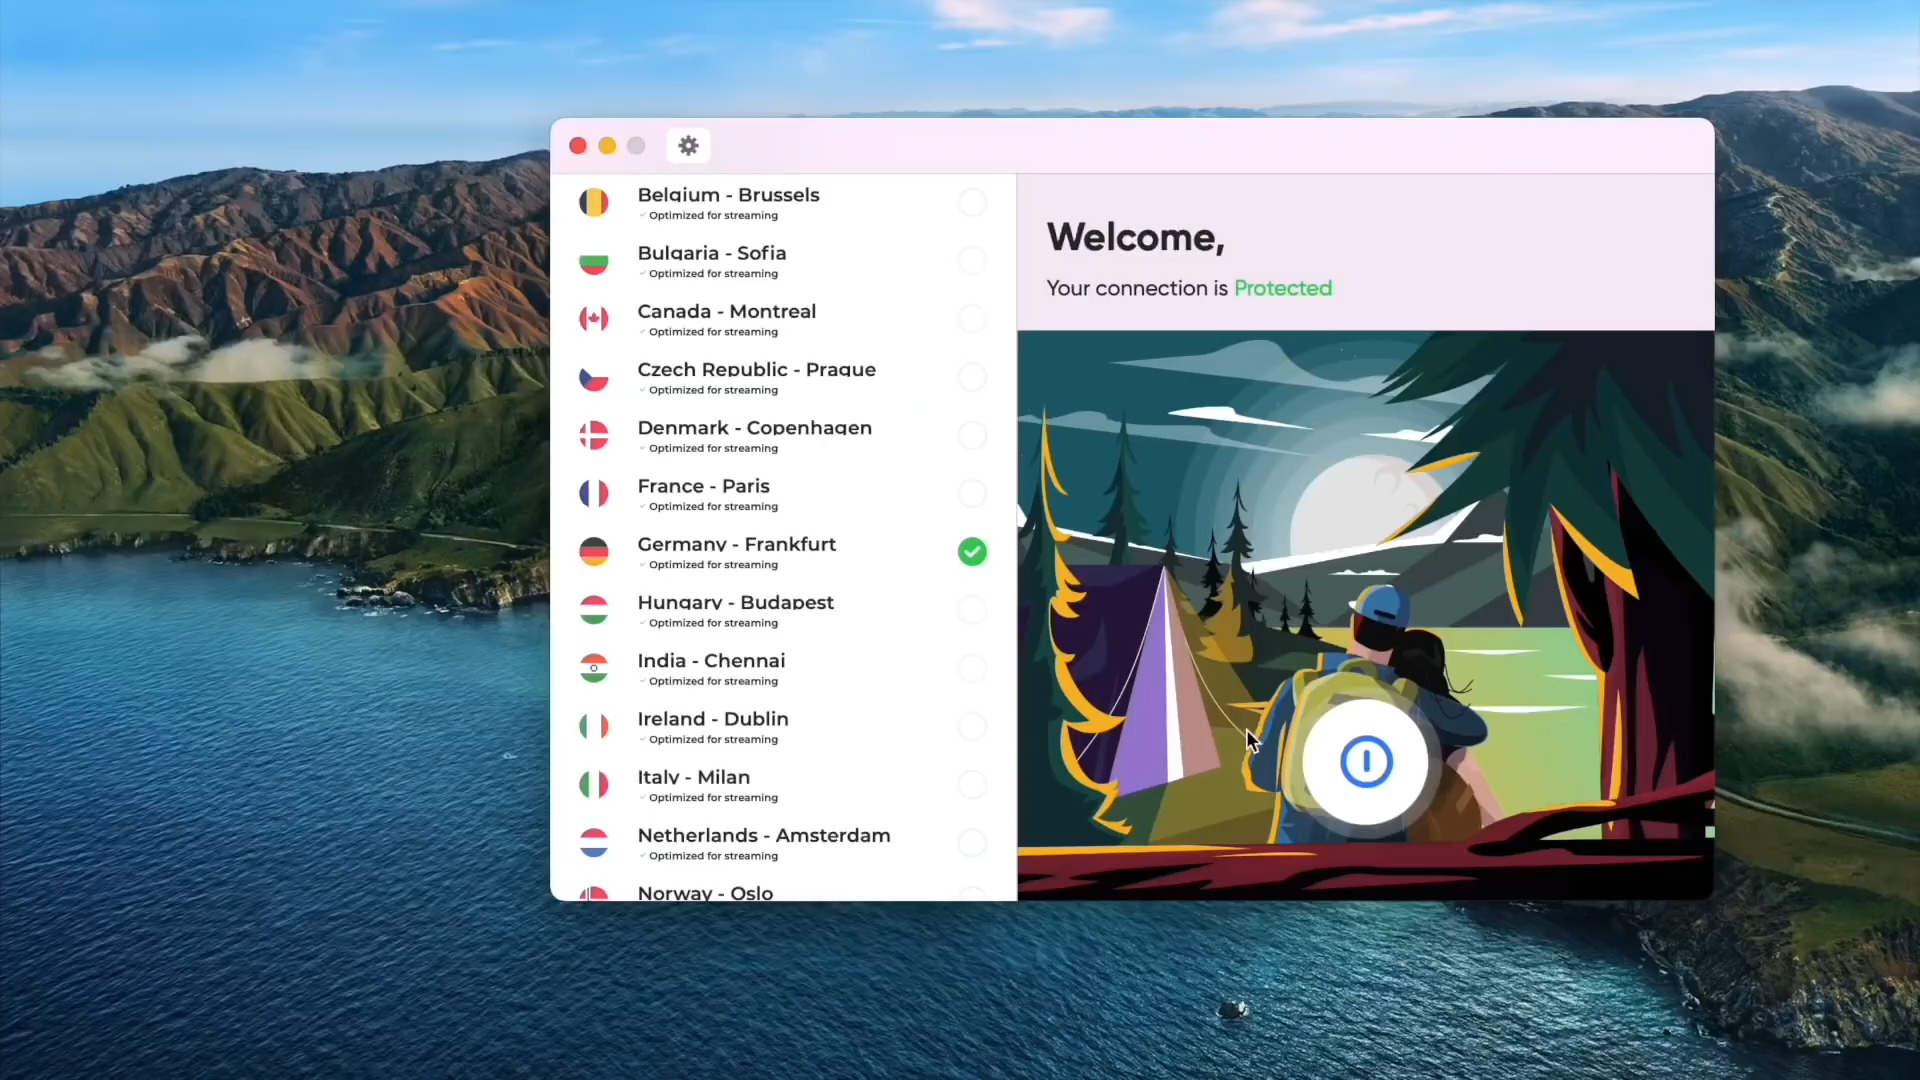 Belgium - Brussels
Optimized for streaming
Bulgaria - Sofia
Optimized for streaming
Canada - Montreal
Optimized for streaming
Czech Republic - Prague
Optimized for streaming
Denmark - Copenhagen
Optimized for streaming
France - Paris
Optimized for streaming
Germany - Frankfurt
Optimized for streaming
Hungary - Budapest
Optimized for streaming
India - Chennai
Optimized for streaming
Ireland - Dublin
Optimized for streaming
Italy - Milan
Optimized for streaming
Netherlands - Amsterdam
Optimized for streaming
Norway - Oslo
Welcome,
Your connection is Protected